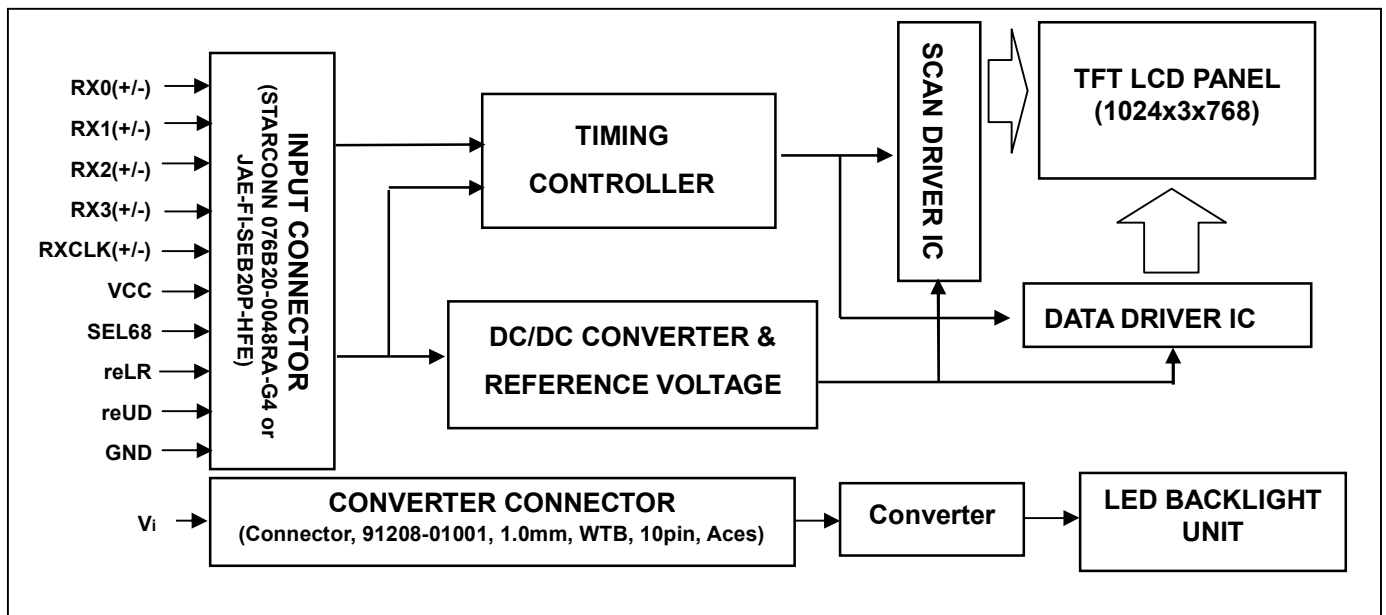 RX0(+/-)
RX1(+/-)
RX2(+/-)
RX3(+/-)
RXCLK(+/-)
VCC
SEL68
reLR
reUD
GND
INPUT CONNECTOR
(STARCONN 076B20-0048RA-G4 or
JAE-FI-SEB20P-HFE)
TIMING
CONTROLLER
DC/DC CONVERTER &
REFERENCE VOLTAGE
SCAN DRIVER IC
TFT LCD PANEL
(1024x3x768)
DATA DRIVER IC
Vi
CONVERTER CONNECTOR
(Connector, 91208-01001, 1.0mm, WTB, 10pin, Aces)
Converter
LED BACKLIGHT
UNIT